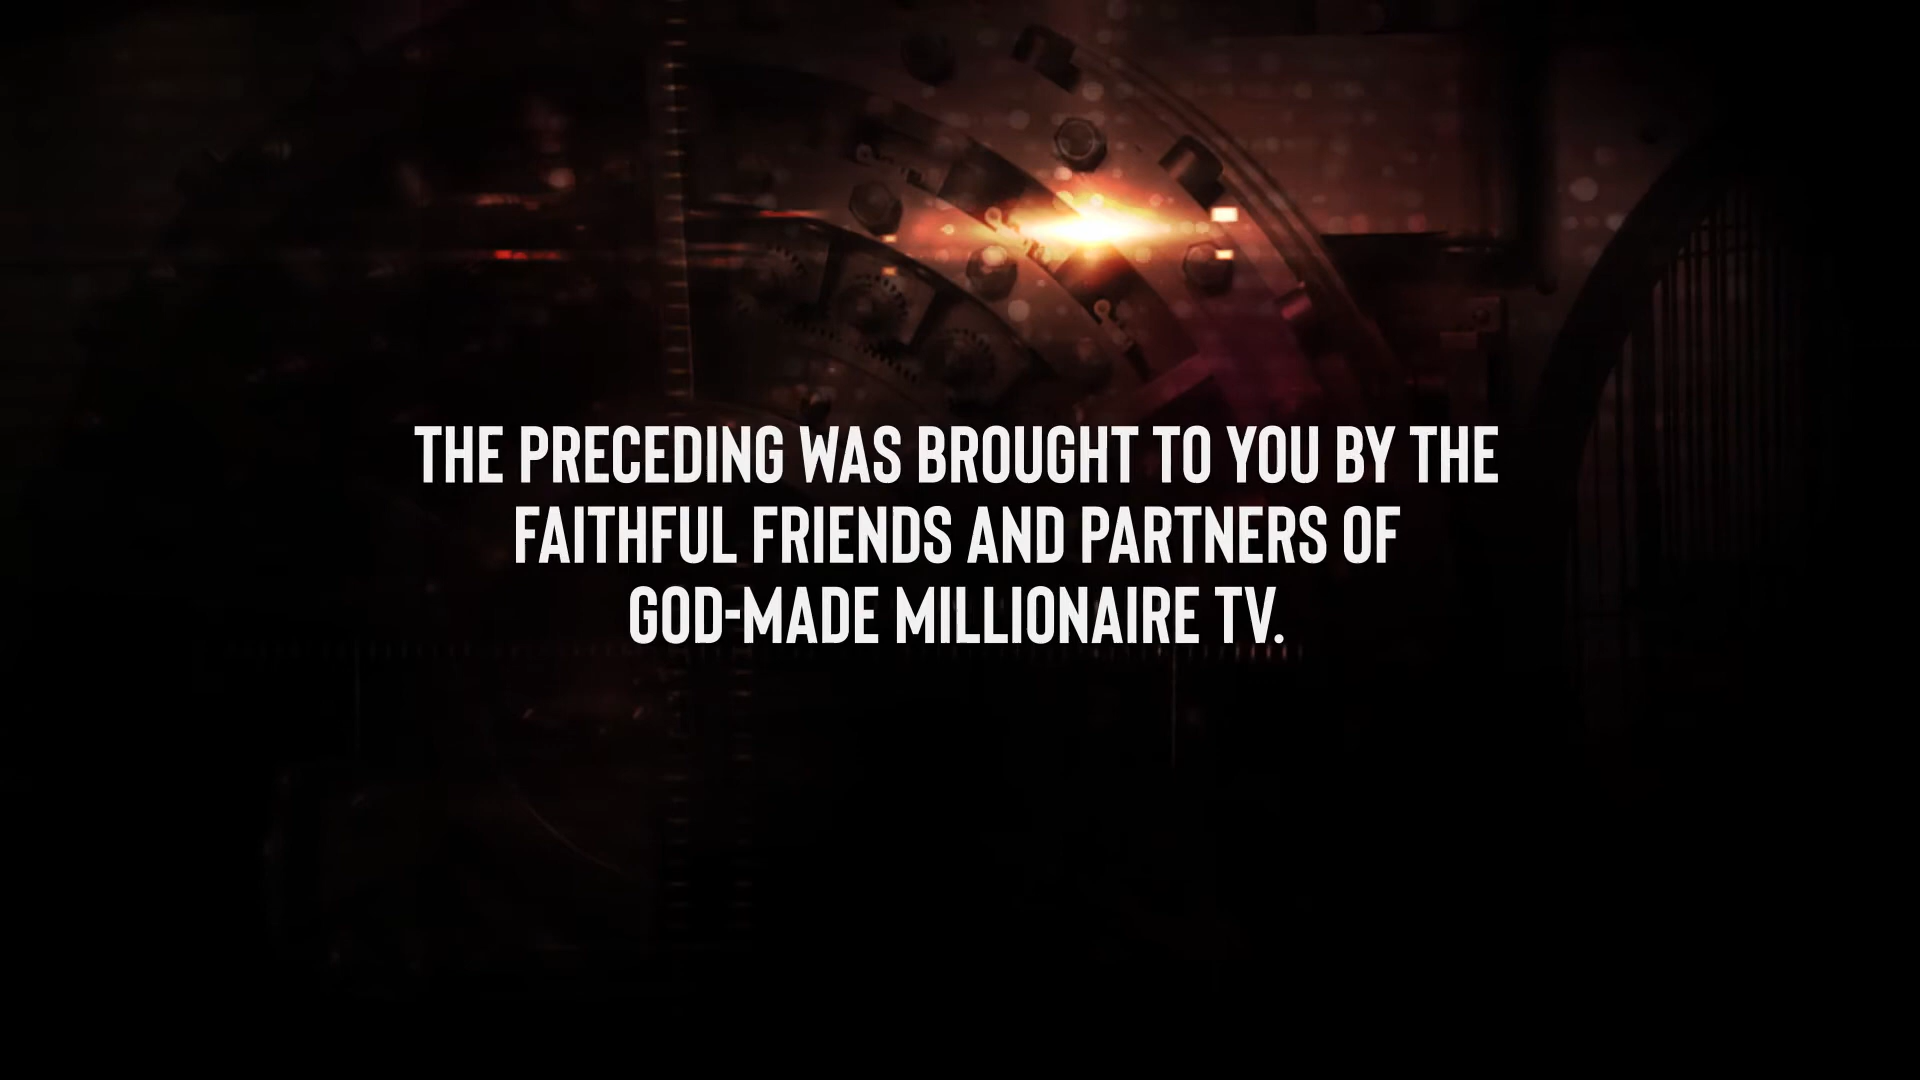 THE PRECEDING WAS BROUGHT TO YOU BY THE
FAITHFUL FRIENDS AND PARTNERS OF
GOD-MADE MILLIONAIRE TV.